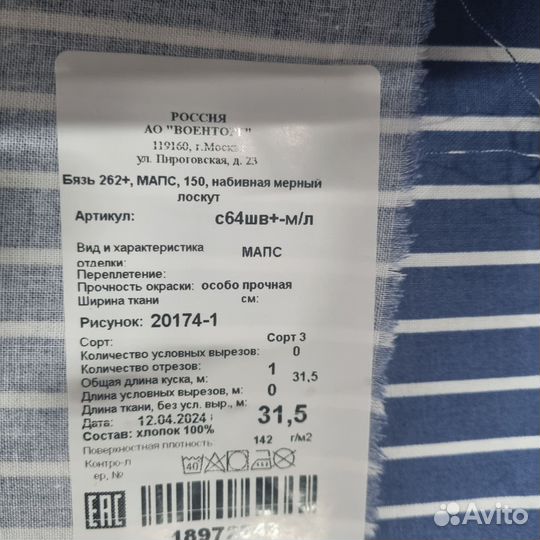 РОССИЯ
АО "ВОЕНТОРГ"
119160, г.Москва
ул. Пироговская, д. 23
Бязь 262+, МАПС, 150, набивная мерный
лоскут
Артикул: с64шв+-м/л
Вид и характеристика МАПС
отделки:
Переплетение:
Прочность окраски: особо прочная
Ширина ткани см:
Рисунок: 20174-1
Сорт: Сорт 3
Количество условных вырезов: 0
Количество отрезов: 1
Общая длина куска, м: 31,5
Длина условных вырезов, м: 0
Длина ткани, без усл. выр., м: 31,5
Дата: 12.04.2024
Состав: хлопок 100%
Поверхностная плотность 142 г/м2
Контро-л
ер, №
40
EAC
Avito